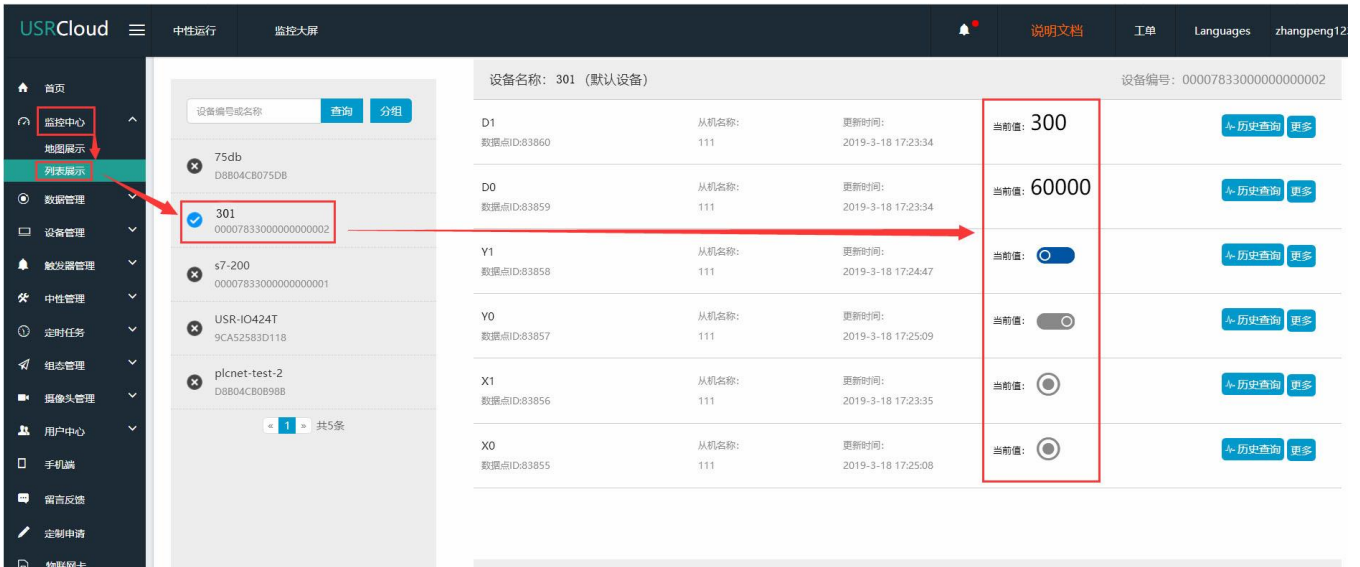 USRCloud
中性运行
监控大屏
说明文档
工单
Languages
zhangpeng12
首页
监控中心
地图展示
列表展示
数据管理
设备管理
触发器管理
中性管理
定时任务
组态管理
摄像头管理
用户中心
手机端
留言反馈
定制申请
物联网卡
设备编号或名称
查询
分组
75db
D8B04CB075DB
301
00007833000000000002
s7-200
00007833000000000001
USR-IO424T
9CA52583D118
plcnet-test-2
D8B04CB0B98B
« 1 » 共5条
设备名称: 301 (默认设备)
设备编号: 00007833000000000002
D1 从机名称: 更新时间: 当前值: 300 历史查询 更多
数据点ID:83860 111 2019-3-18 17:23:34
D0 从机名称: 更新时间: 当前值: 60000 历史查询 更多
数据点ID:83859 111 2019-3-18 17:23:34
Y1 从机名称: 更新时间: 当前值: 历史查询 更多
数据点ID:83858 111 2019-3-18 17:24:47
Y0 从机名称: 更新时间: 当前值: 历史查询 更多
数据点ID:83857 111 2019-3-18 17:25:09
X1 从机名称: 更新时间: 当前值: 历史查询 更多
数据点ID:83856 111 2019-3-18 17:23:35
X0 从机名称: 更新时间: 当前值: 历史查询 更多
数据点ID:83855 111 2019-3-18 17:25:08